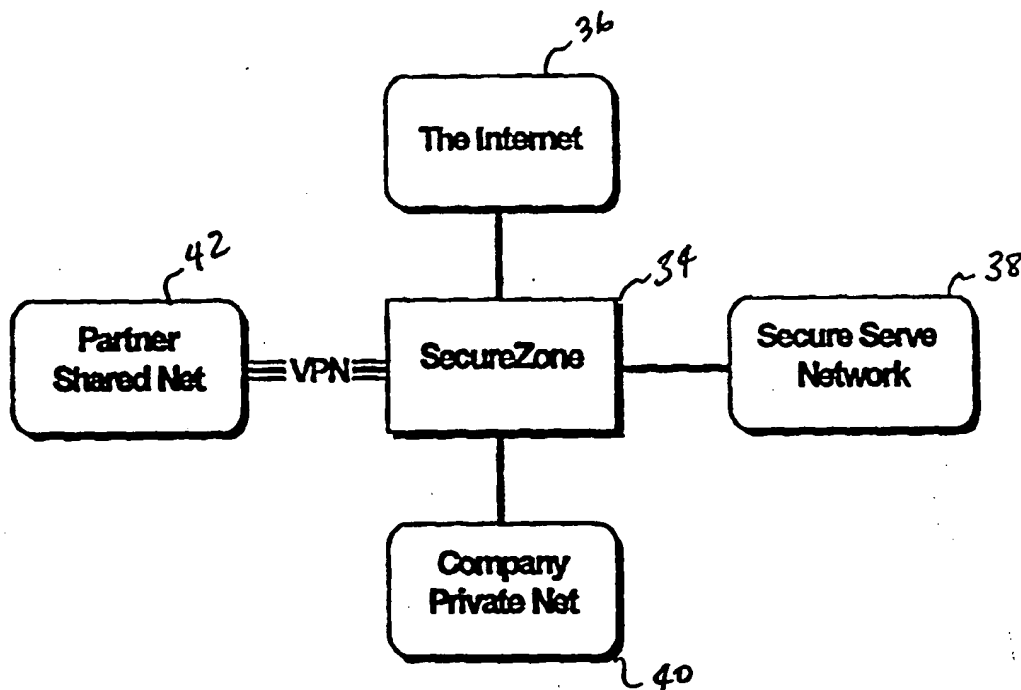 36
The Internet
42
34
38
Partner
Shared Net
VPN
SecureZone
Secure Serve
Network
Company
Private Net
40